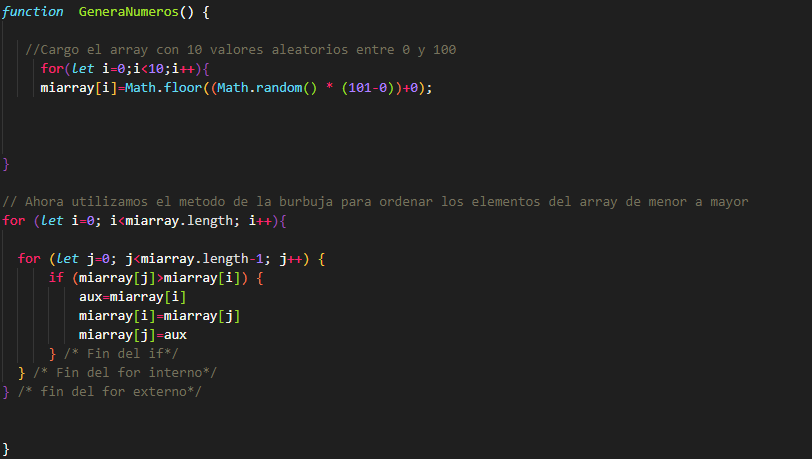 function  GeneraNumeros() {
//Cargo el array con 10 valores aleatorios entre 0 y 100
for(let i=0;i<10;i++){
miarray[i]=Math.floor((Math.random() * (101-0))+0);
}
// Ahora utilizamos el metodo de la burbuja para ordenar los elementos del array de menor a mayor
for (let i=0; i<miarray.length; i++){
for (let j=0; j<miarray.length-1; j++) {
if (miarray[j]>miarray[i]) {
aux=miarray[i]
miarray[i]=miarray[j]
miarray[j]=aux
} /* Fin del if*/
} /* Fin del for interno*/
} /* fin del for externo*/
}